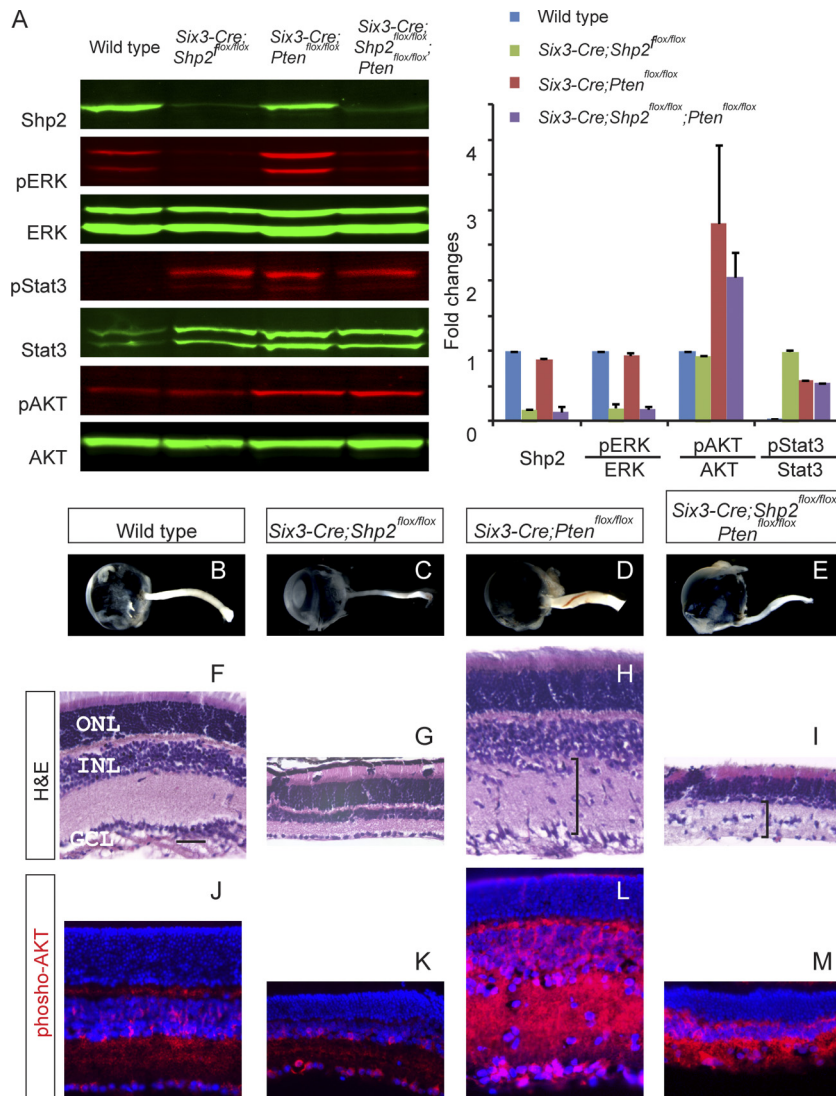 A
Wild type
Six3-Cre;
Shp2flox/flox
Six3-Cre;
Ptenflox/flox
Six3-Cre;
Shp2flox/flox;
Ptenflox/flox
Shp2
pERK
ERK
pStat3
Stat3
pAKT
AKT
Wild type
Six3-Cre;Shp2flox/flox
Six3-Cre;Ptenflox/flox
Six3-Cre;Shp2flox/flox;Ptenflox/flox
Fold changes
4
3
2
1
0
Shp2
pERK
ERK
pAKT
AKT
pStat3
Stat3
Wild type
Six3-Cre;Shp2flox/flox
Six3-Cre;Ptenflox/flox
Six3-Cre;Shp2flox/flox
Ptenflox/flox
B
C
D
E
H&E
F
G
H
I
ONL
INL
GCL
phosho-AKT
J
K
L
M